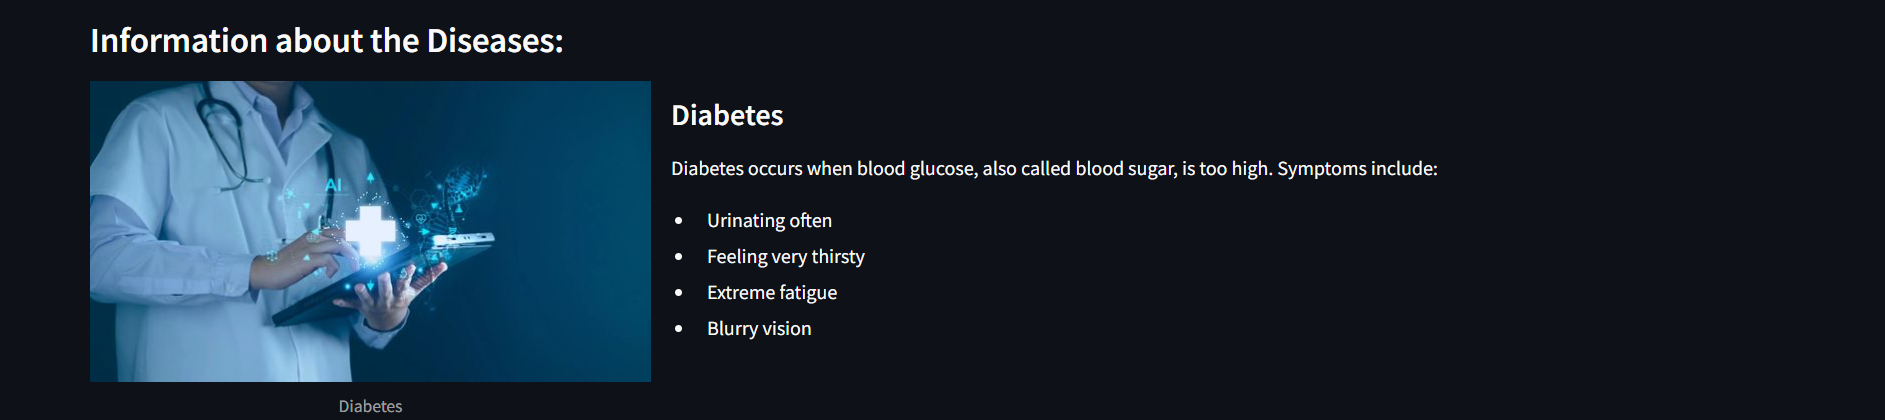 Information about the Diseases:
AI
Diabetes
Diabetes occurs when blood glucose, also called blood sugar, is too high. Symptoms include:
• Urinating often
• Feeling very thirsty
• Extreme fatigue
• Blurry vision
Diabetes